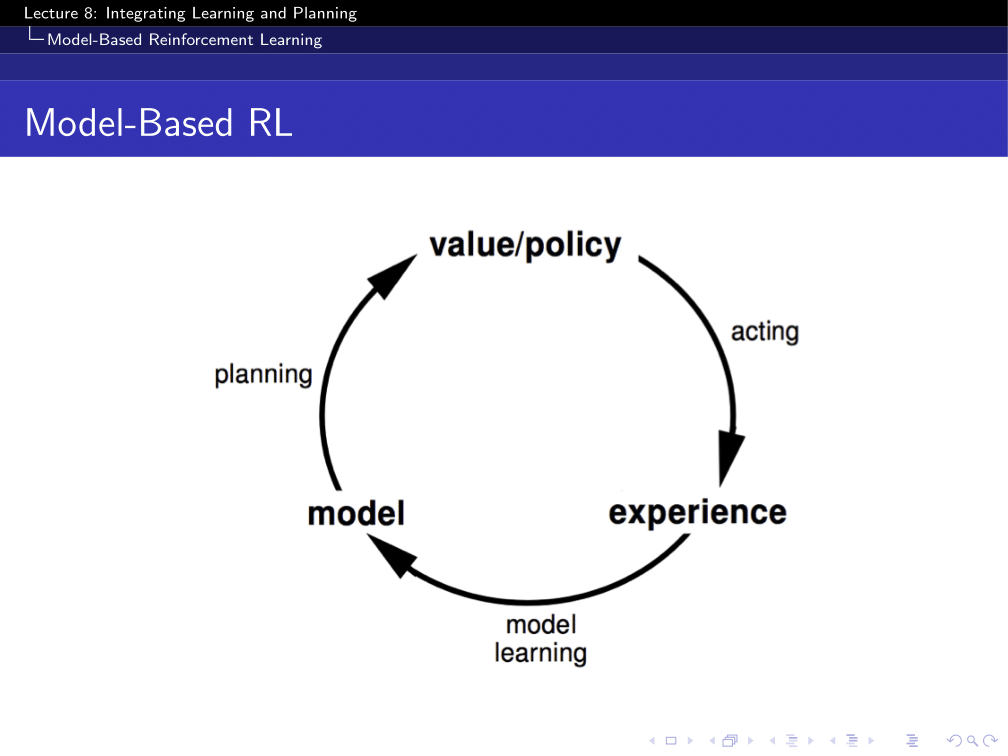 Lecture 8: Integrating Learning and Planning
Model-Based Reinforcement Learning
Model-Based RL
value/policy
acting
planning
model
experience
model
learning